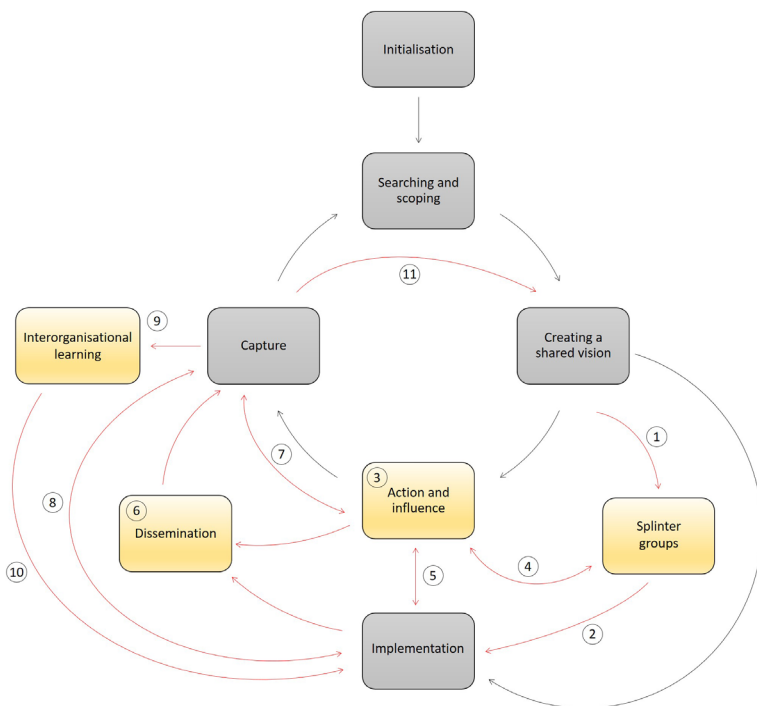 Initialisation
Searching and
scoping
11
9
Interorganisational
learning
Capture
Creating a
shared vision
1
7
3
Action and
influence
8
6
Dissemination
Splinter
groups
10
5
4
2
Implementation